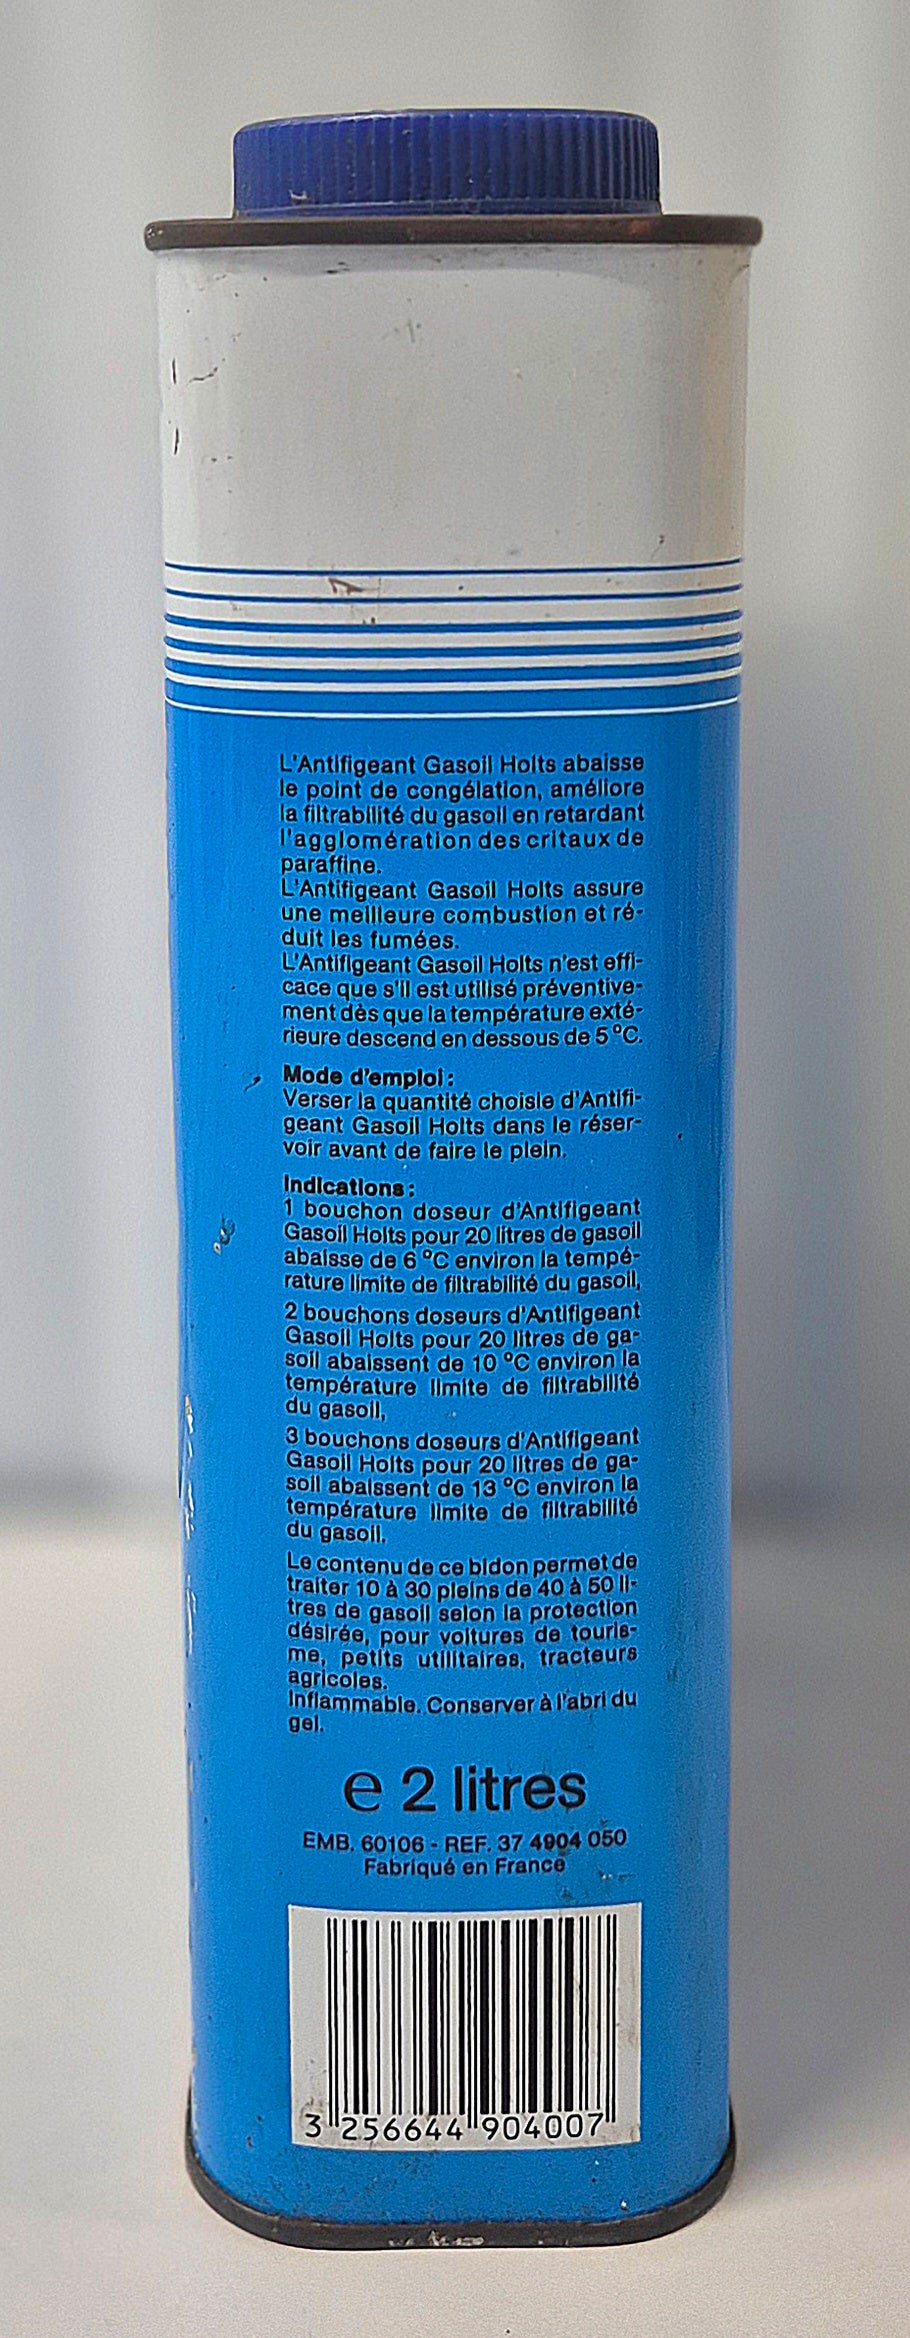 L'Antifigeant Gasoil Holts abaisse
le point de congélation, améliore
la filtrabilité du gasoil en retardant
l'agglomération des critaux de
paraffine.
L'Antifigeant Gasoil Holts assure
une meilleure combustion et ré-
duit les fumées.
L'Antifigeant Gasoil Holts n'est effi-
cace que s'il est utilisé préventive-
ment dès que la température exté-
rieure descend en dessous de 5 °C.
Mode d'emploi :
Verser la quantité choisie d'Antifi-
geant Gasoil Holts dans le réser-
voir avant de faire le plein.
Indications :
1 bouchon doseur d'Antifigeant
Gasoil Holts pour 20 litres de gasoil
abaisse de 6 °C environ la tempé-
rature limite de filtrabilité du gasoil,
2 bouchons doseurs d'Antifigeant
Gasoil Holts pour 20 litres de ga-
soil abaissent de 10 °C environ la
température limite de filtrabilité
du gasoil,
3 bouchons doseurs d'Antifigeant
Gasoil Holts pour 20 litres de ga-
soil abaissent de 13 °C environ la
température limite de filtrabilité
du gasoil.
Le contenu de ce bidon permet de
traiter 10 à 30 pleins de 40 à 50 li-
tres de gasoil selon la protection
désirée, pour voitures de touris-
me, petits utilitaires, tracteurs
agricoles.
Inflammable. Conserver à l'abri du
gel.
e 2 litres
EMB. 60106 - REF. 37 4904 050
Fabriqué en France
3 256644 904007